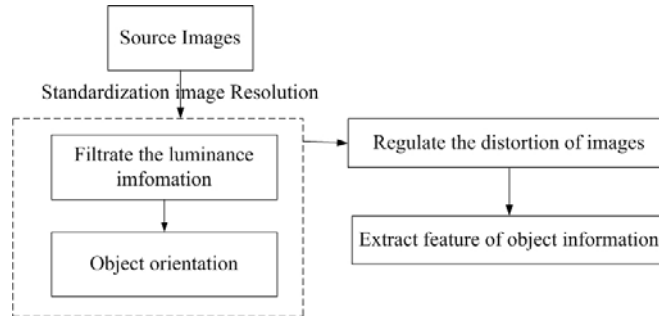 Source Images
Standardization image Resolution
Filtrate the luminance
imfomation
Object orientation
Regulate the distortion of images
Extract feature of object information